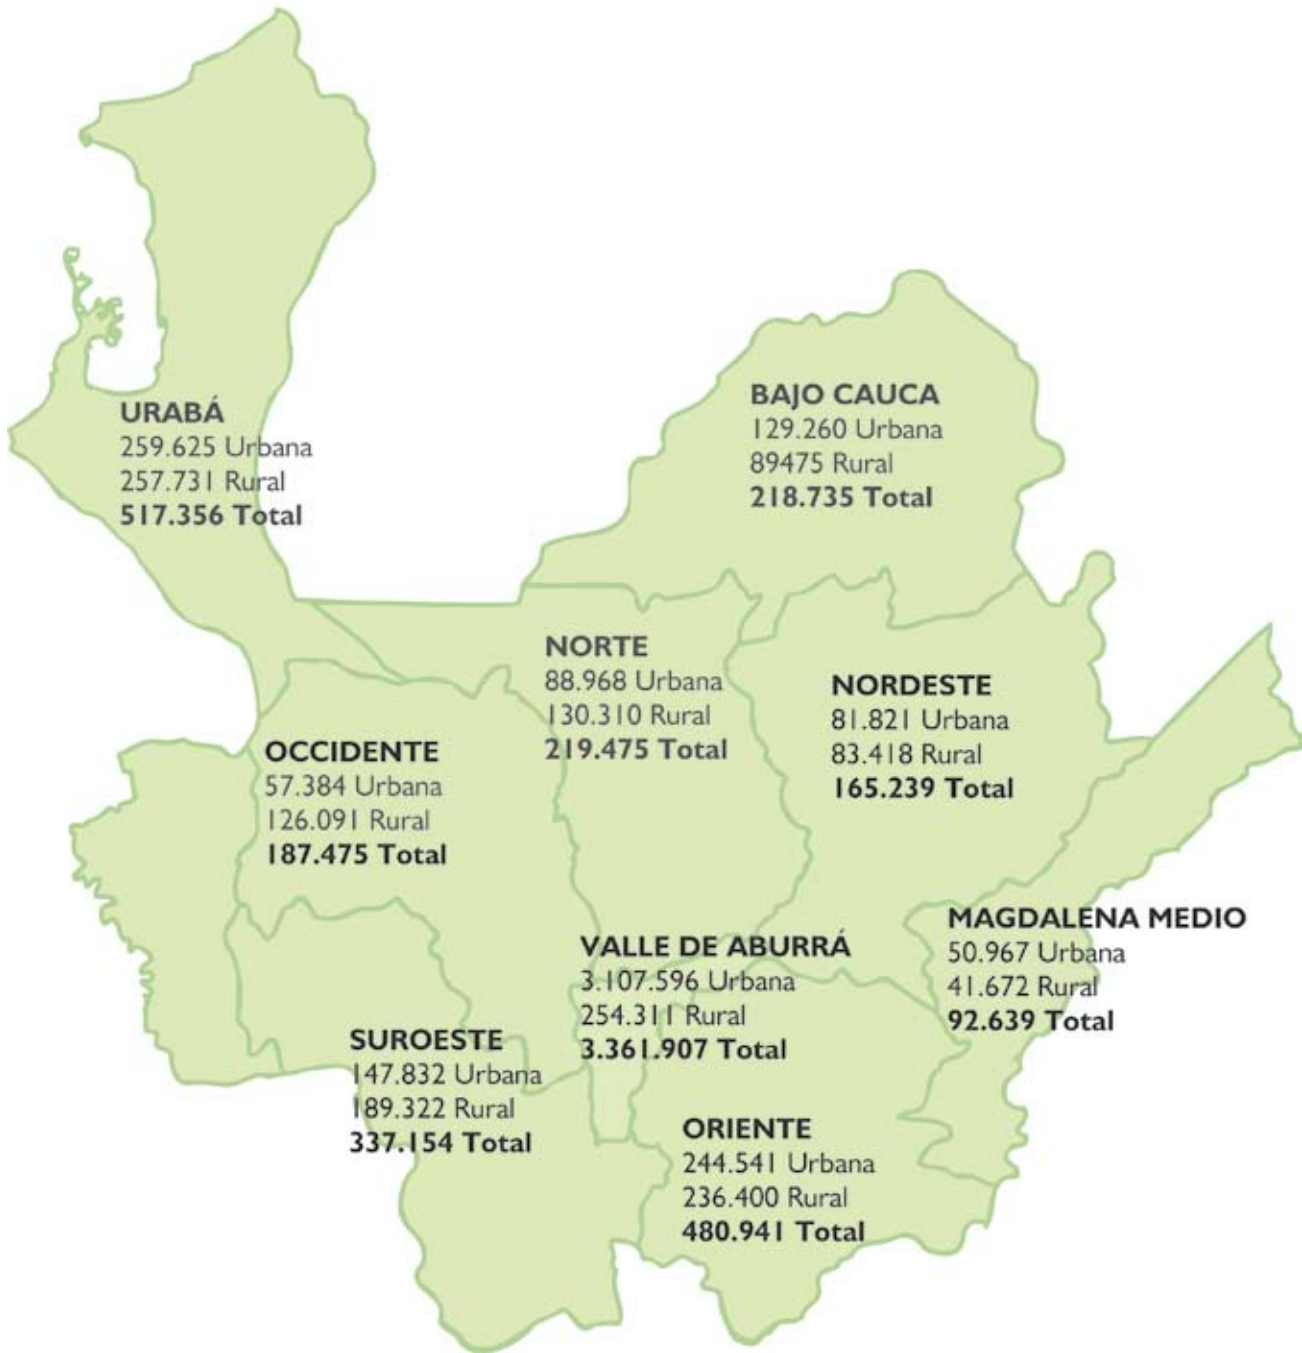 URABÁ
259.625 Urbana
257.731 Rural
517.356 Total
BAJO CAUCA
129.260 Urbana
89475 Rural
218.735 Total
NORTE
88.968 Urbana
130.310 Rural
219.475 Total
NORDESTE
81.821 Urbana
83.418 Rural
165.239 Total
OCCIDENTE
57.384 Urbana
126.091 Rural
187.475 Total
MAGDALENA MEDIO
50.967 Urbana
41.672 Rural
92.639 Total
VALLE DE ABURRÁ
3.107.596 Urbana
254.311 Rural
3.361.907 Total
SUROESTE
147.832 Urbana
189.322 Rural
337.154 Total
ORIENTE
244.541 Urbana
236.400 Rural
480.941 Total